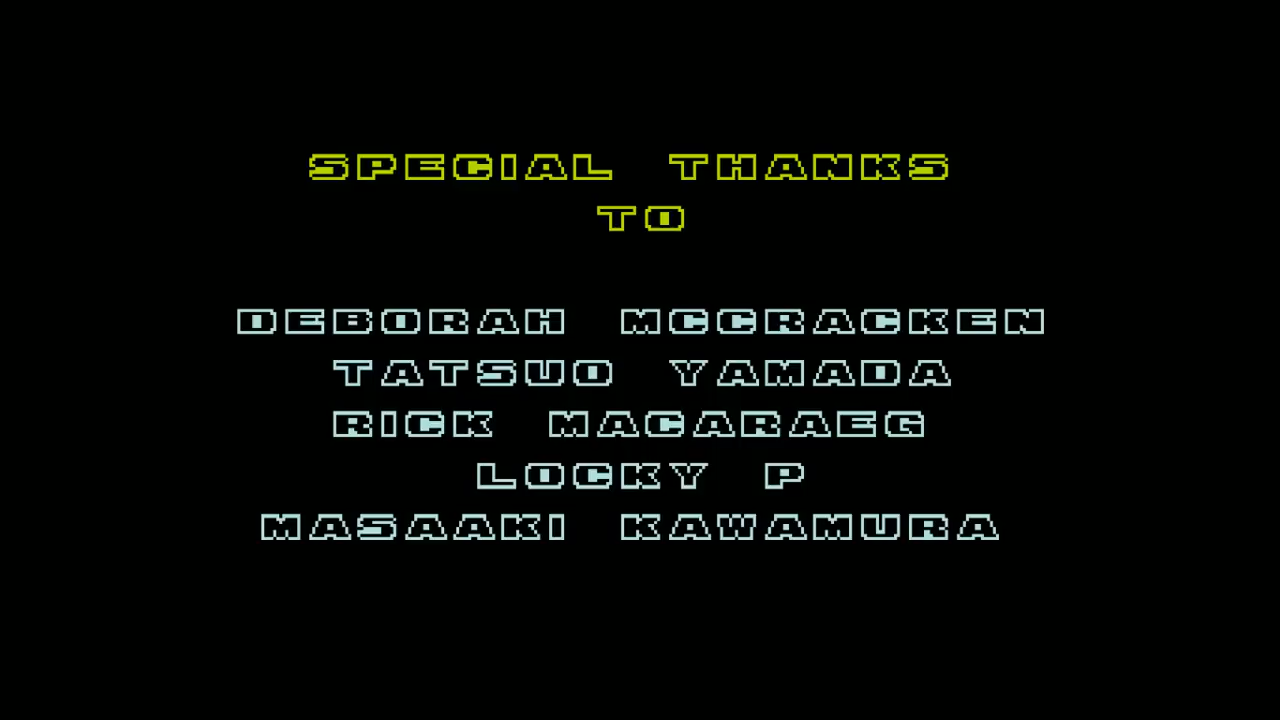 SPECIAL THANKS
TO
DEBORAH MCCRACKEN
TATSUO YAMADA
RICK MACARAEG
LOCKY P
MASAAKI KAWAMURA